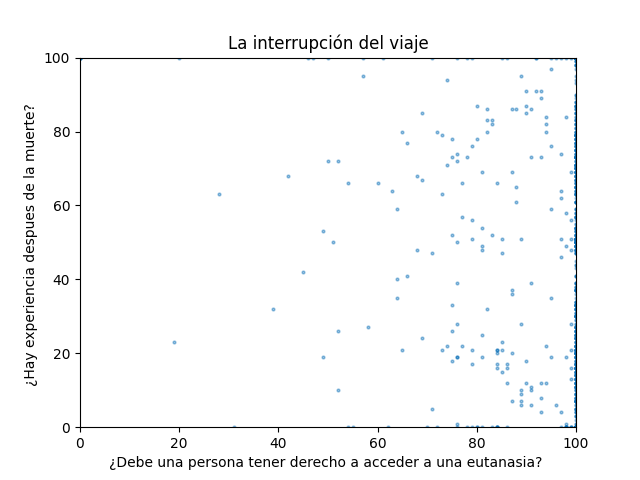 La interrupción del viaje
¿Hay experiencia despues de la muerte?
100
80
60
40
20
0
0 20 40 60 80 100
¿Debe una persona tener derecho a acceder a una eutanasia?